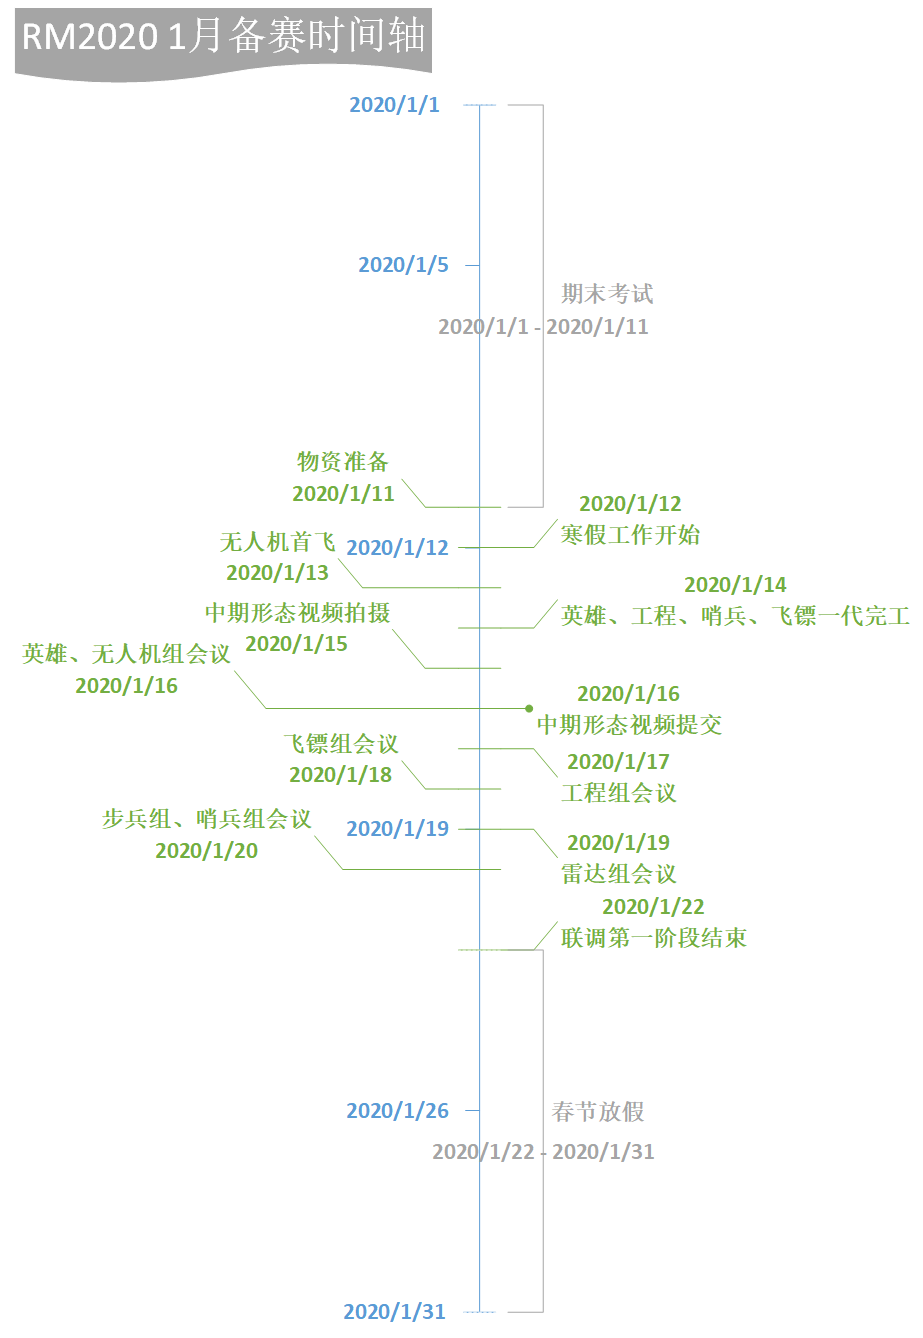 RM2020 1月备赛时间轴
2020/1/1
2020/1/5
期末考试
2020/1/1 - 2020/1/11
物资准备
2020/1/11
2020/1/12
寒假工作开始
2020/1/12
无人机首飞
2020/1/13
2020/1/14
英雄、工程、哨兵、飞镖一代完工
中期形态视频拍摄
2020/1/15
英雄、无人机组会议
2020/1/16
2020/1/16
中期形态视频提交
2020/1/17
工程组会议
飞镖组会议
2020/1/18
2020/1/19
2020/1/19
雷达组会议
步兵组、哨兵组会议
2020/1/20
2020/1/22
联调第一阶段结束
2020/1/26
春节放假
2020/1/22 - 2020/1/31
2020/1/31